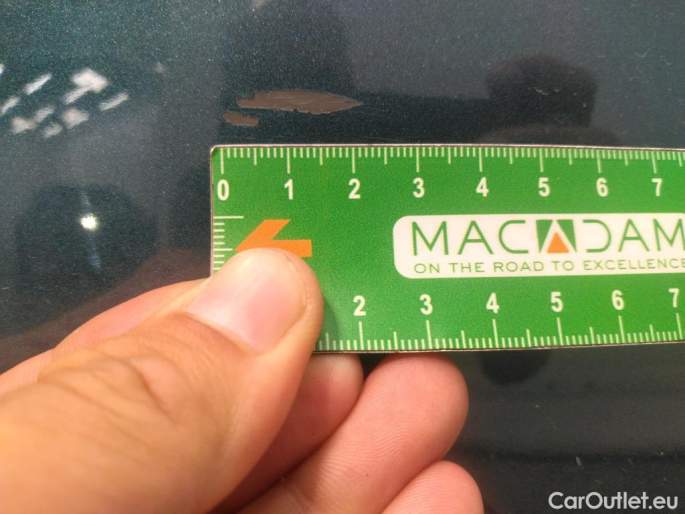 0 1 2 3 4 5 6 7
MACADAM
ON THE ROAD TO EXCELLENCE
2 3 4 5 6 7
CarOutlet.eu